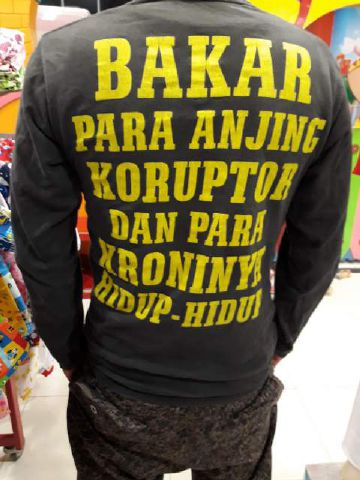 BAKAR
PARA ANJING
KORUPTOR
DAN PARA
KRONINYA
HIDUP-HIDUP